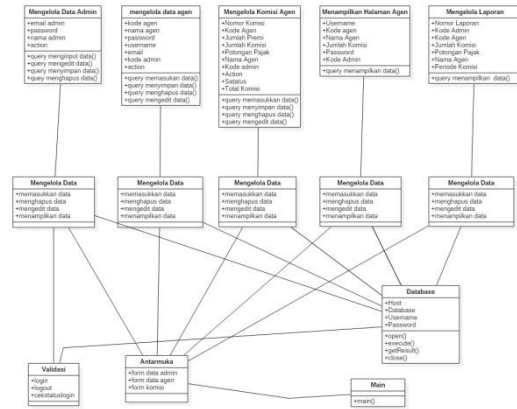 Mengelola Data Admin
+email admin
+password
+nama admin
+action
+query menginput data()
+query mengedit data()
+query menyimpan data()
+query menghapus data()
mengelola data agen
+kode agen
+nama agen
+password
+username
+email
+kode admin
+action
+query memasukan data()
+query menyimpan data()
+query menghapus data()
+query mengedit data()
Mengelola Komisi Agen
+Nomor Komisi
+Kode Agen
+Jumlah Premi
+Jumlah Komisi
+Potongan Pajak
+Nama Agen
+Kode admin
+Action
+Satatus
+Total Komisi
+query memasukkan data()
+query menyimpan data()
+query menghapus data()
+query mengedit data()
Menampilkan Halaman Agen
+Username
+Kode agen
+Nama Agen
+Jumlah Komisi
+Password
+Kode Admin
+query menampilkan data()
Mengelola Laporan
+Nomor Laporan
+Kode Admin
+Kode Agen
+Jumlah Komisi
+Potongan Pajak
+Nama Agen
+Periode Komisi
+query menampilkan data()
Mengelola Data
+memasukkan data
+menghapus data
+mengedit data
+menampilkan data
Mengelola Data
+memasukkan data
+menghapus data
+mengedit data
+menampilkan data
Mengelola Data
+memasukkan data
+menghapus data
+mengedit data
+menampilkan data
Mengelola Data
+memasukkan data
+menghapus data
+mengedit data
+menampilkan data
Mengelola Data
+memasukkan data
+menghapus data
+mengedit data
+menampilkan data
Database
+Host
+Database
+Username
+Password
+open()
+execute()
+getResult()
+close()
Validasi
+login
+logout
+cekstatuslogin
Antarmuka
+form data admin
+form data agen
+form komisi
Main
+main()